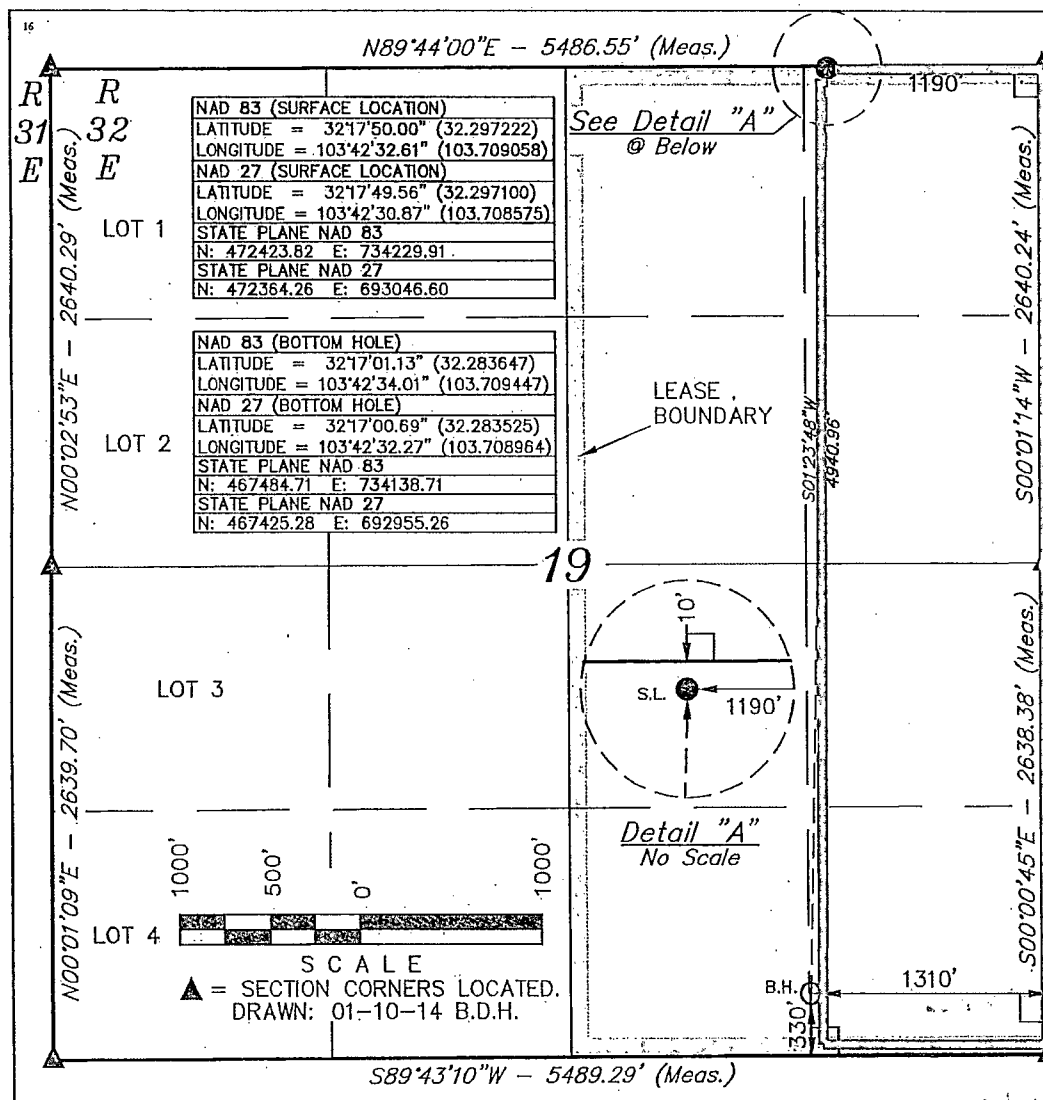 16
N89°44'00"E – 5486.55' (Meas.)
R
31
E
R
32
E
1190'
See Detail "A"
@ Below
NAD 83 (SURFACE LOCATION)
LATITUDE = 32°17'50.00" (32.297222)
LONGITUDE = 103°42'32.61" (103.709058)
NAD 27 (SURFACE LOCATION)
LATITUDE = 32°17'49.56" (32.297100)
LONGITUDE = 103°42'30.87" (103.708575)
STATE PLANE NAD 83
N: 472423.82 E: 734229.91
STATE PLANE NAD 27
N: 472364.26 E: 693046.60
LOT 1
N00°02'53"E – 2640.29' (Meas.)
S00°01'14"W – 2640.24' (Meas.)
NAD 83 (BOTTOM HOLE)
LATITUDE = 32°17'01.13" (32.283647)
LONGITUDE = 103°42'34.01" (103.709447)
NAD 27 (BOTTOM HOLE)
LATITUDE = 32°17'00.69" (32.283525)
LONGITUDE = 103°42'32.27" (103.708964)
STATE PLANE NAD 83
N: 467484.71 E: 734138.71
STATE PLANE NAD 27
N: 467425.28 E: 692955.26
LOT 2
LEASE
BOUNDARY
S01°23'48"W
4940.96'
19
10'
S.L.
1190'
LOT 3
Detail "A"
No Scale
N00°01'09"E – 2639.70' (Meas.)
S00°00'45"E – 2638.38' (Meas.)
1000'
500'
0'
1000'
LOT 4
SCALE
▲ = SECTION CORNERS LOCATED.
DRAWN: 01-10-14 B.D.H.
B.H.
1310'
330'
S89°43'10"W – 5489.29' (Meas.)